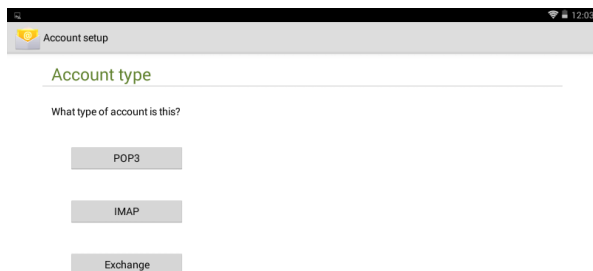 12:03
Account setup
Account type
What type of account is this?
POP3
IMAP
Exchange